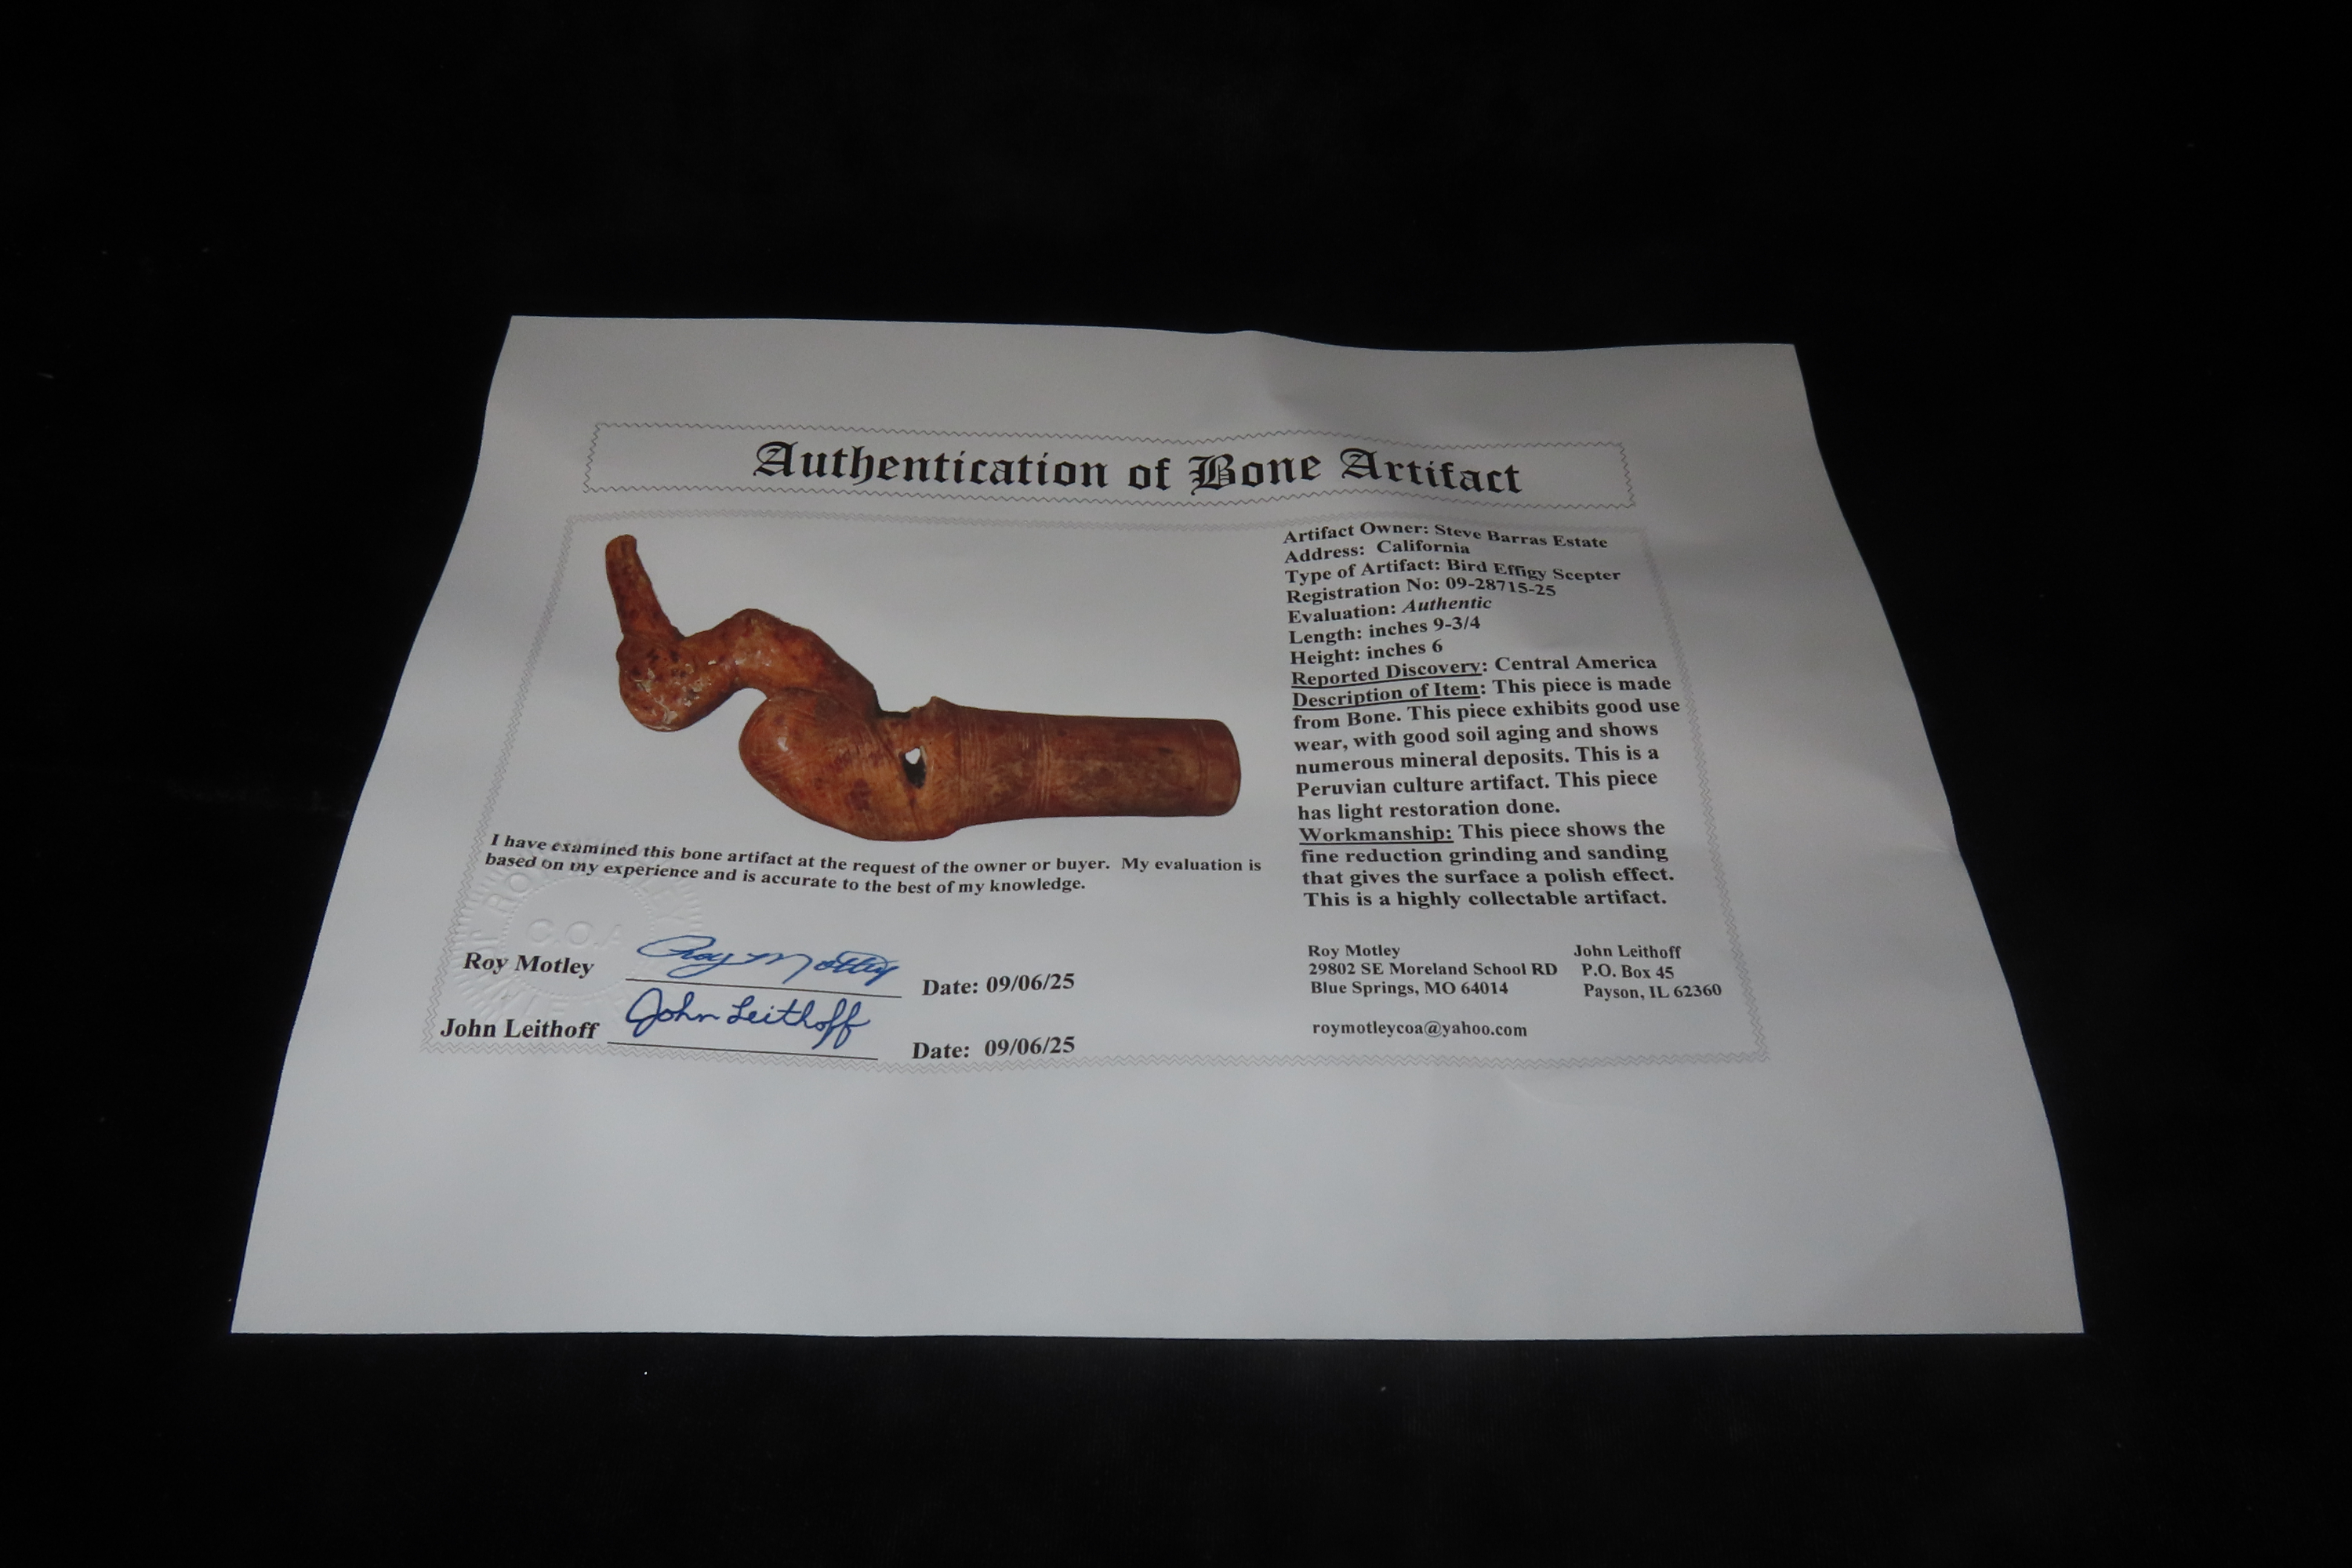 Authentication of Bone Artifact
Artifact Owner: Steve Barras Estate
Address: California
Type of Artifact: Bird Effigy Scepter
Registration No: 09-28715-25
Evaluation: Authentic
Length: inches 9-3/4
Height: inches 6
Reported Discovery: Central America
Description of Item: This piece is made
from Bone. This piece exhibits good use
wear, with good soil aging and shows
numerous mineral deposits. This is a
Peruvian culture artifact. This piece
has light restoration done.
Workmanship: This piece shows the
fine reduction grinding and sanding
that gives the surface a polish effect.
This is a highly collectable artifact.
I have examined this bone artifact at the request of the owner or buyer. My evaluation is
based on my experience and is accurate to the best of my knowledge.
C.O.A
Roy Motley Roy Motley Date: 09/06/25
John Leithoff John Leithoff Date: 09/06/25
Roy Motley
29802 SE Moreland School RD
Blue Springs, MO 64014
roymotleycoa@yahoo.com
John Leithoff
P.O. Box 45
Payson, IL 62360